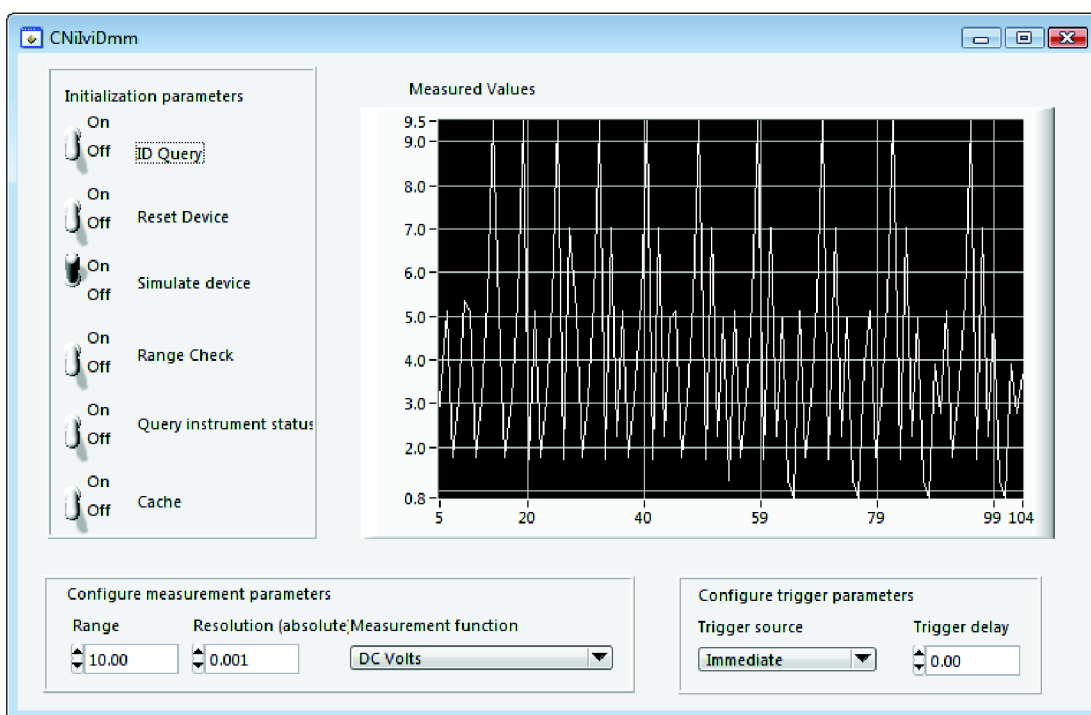 CNiIviDmm
Initialization parameters
On
Off
ID Query
On
Off
Reset Device
On
Off
Simulate device
On
Off
Range Check
On
Off
Query instrument status
On
Off
Cache
Measured Values
9.5
9.0
8.0
7.0
6.0
5.0
4.0
3.0
2.0
0.8
5 20 40 59 79 99 104
Configure measurement parameters
Range Resolution (absolute) Measurement function
10.00 0.001 DC Volts
Configure trigger parameters
Trigger source Trigger delay
Immediate 0.00